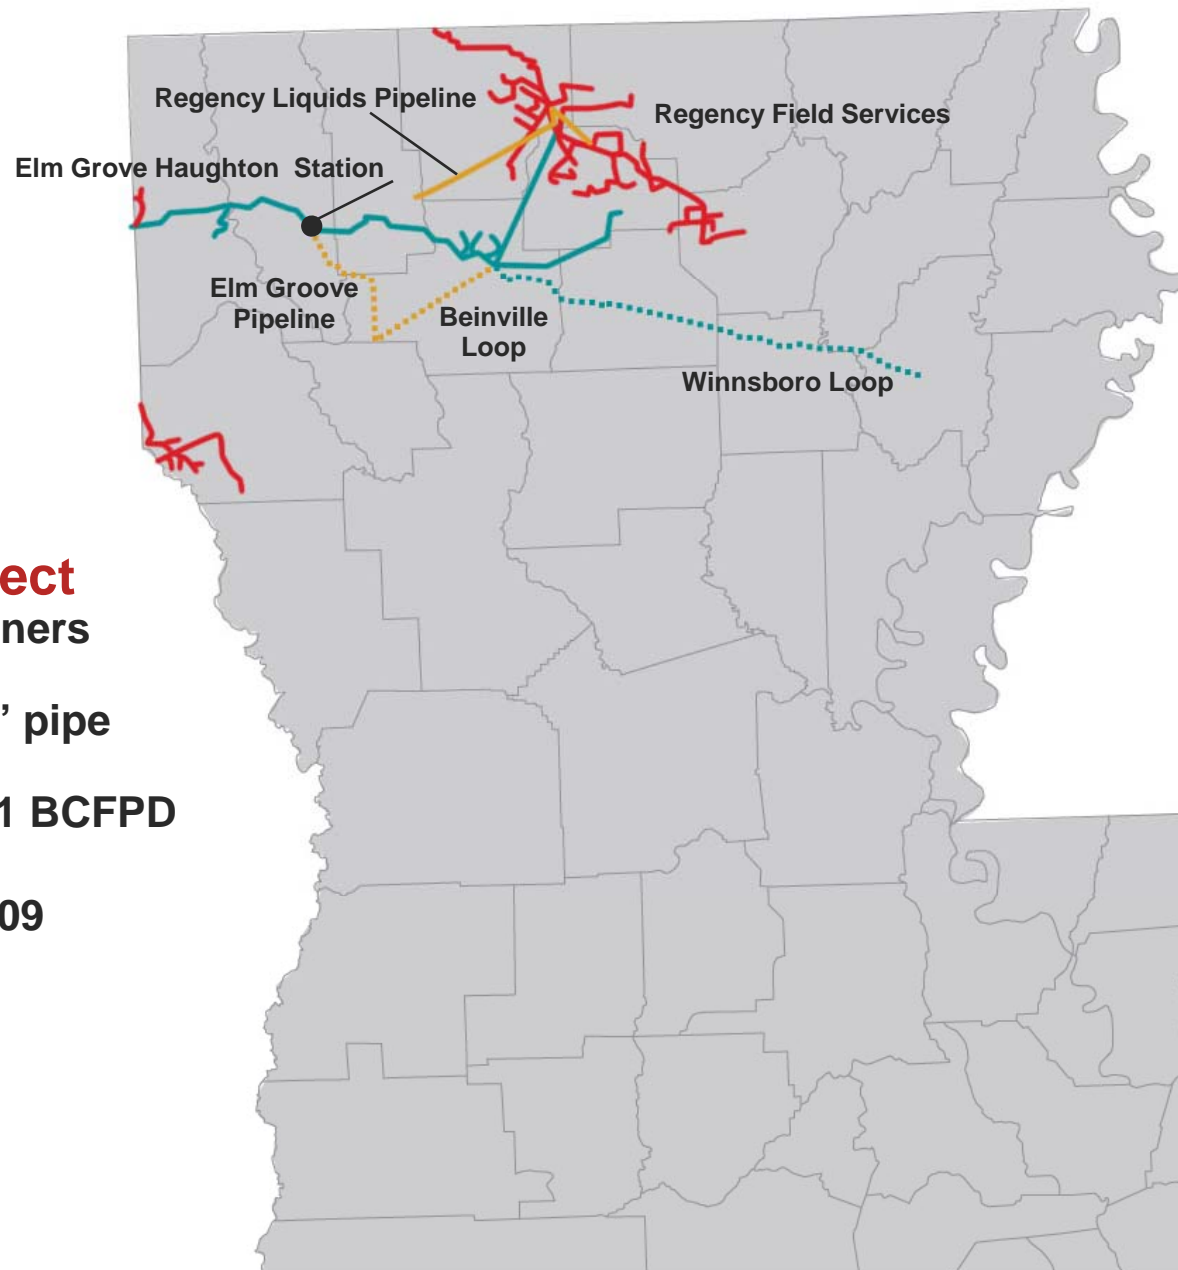 Regency Liquids Pipeline
Regency Field Services
Elm Grove Haughton Station
Elm Groove
Pipeline
Beinville
Loop
Winnsboro Loop
ect
ners
’ pipe
1 BCFPD
09